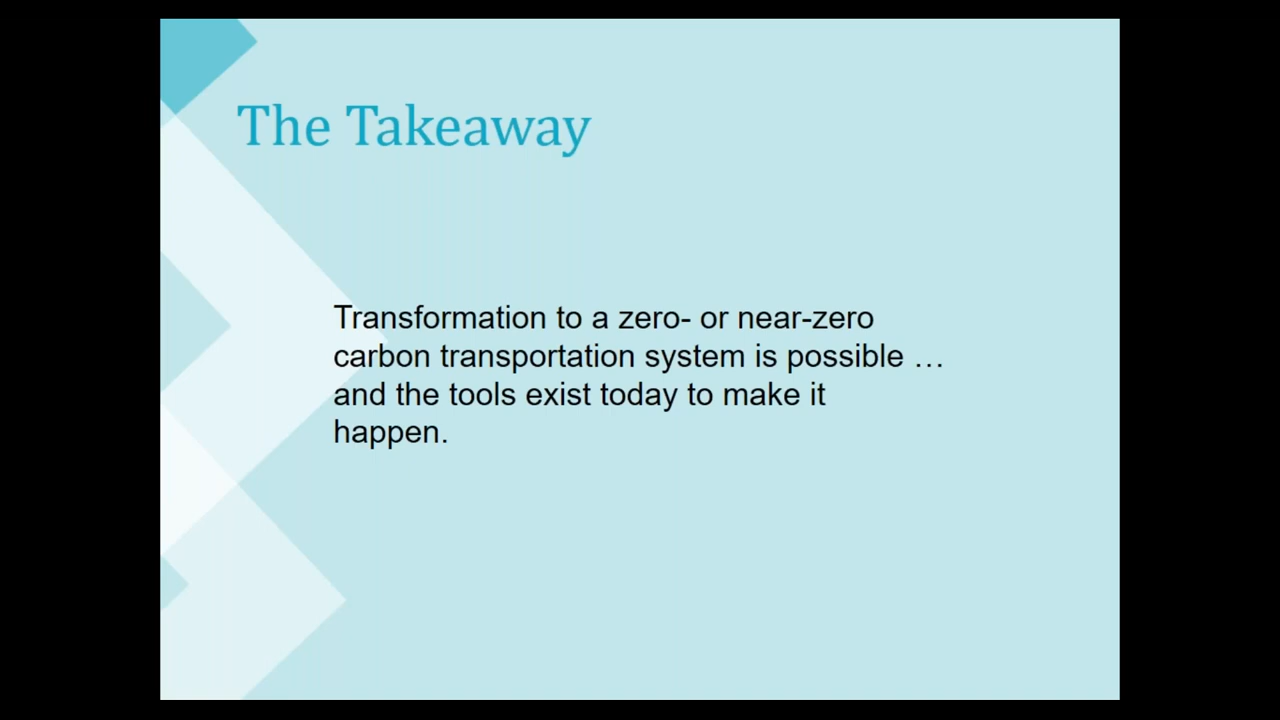 The Takeaway
Transformation to a zero- or near-zero
carbon transportation system is possible …
and the tools exist today to make it
happen.